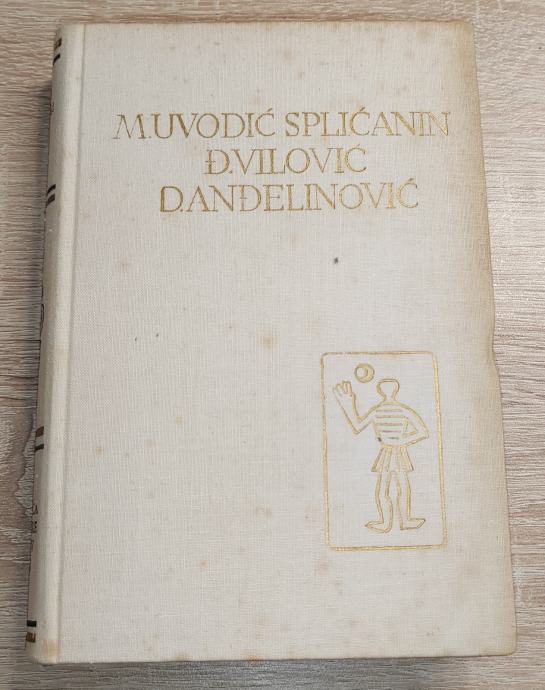 M. UVODIĆ SPLIĆANIN
Đ. VILOVIĆ
D. ANĐELINOVIĆ